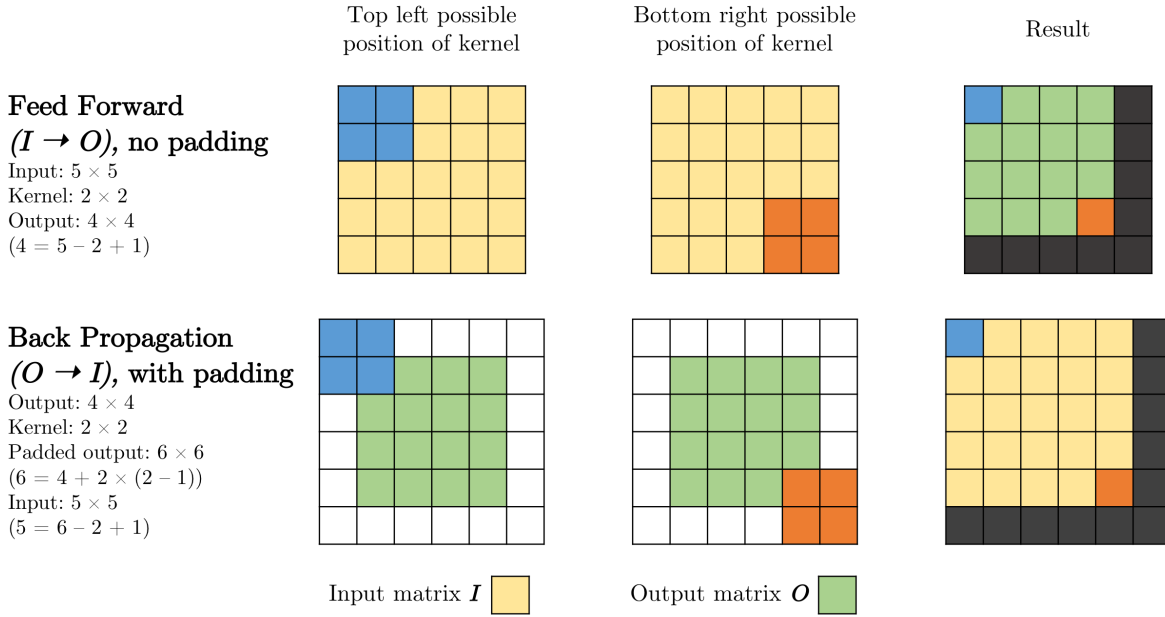 Top left possible
position of kernel
Bottom right possible
position of kernel
Result
Feed Forward
(I → O), no padding
Input: 5 × 5
Kernel: 2 × 2
Output: 4 × 4
(4 = 5 – 2 + 1)
Back Propagation
(O → I), with padding
Output: 4 × 4
Kernel: 2 × 2
Padded output: 6 × 6
(6 = 4 + 2 × (2 – 1))
Input: 5 × 5
(5 = 6 – 2 + 1)
Input matrix I
Output matrix O